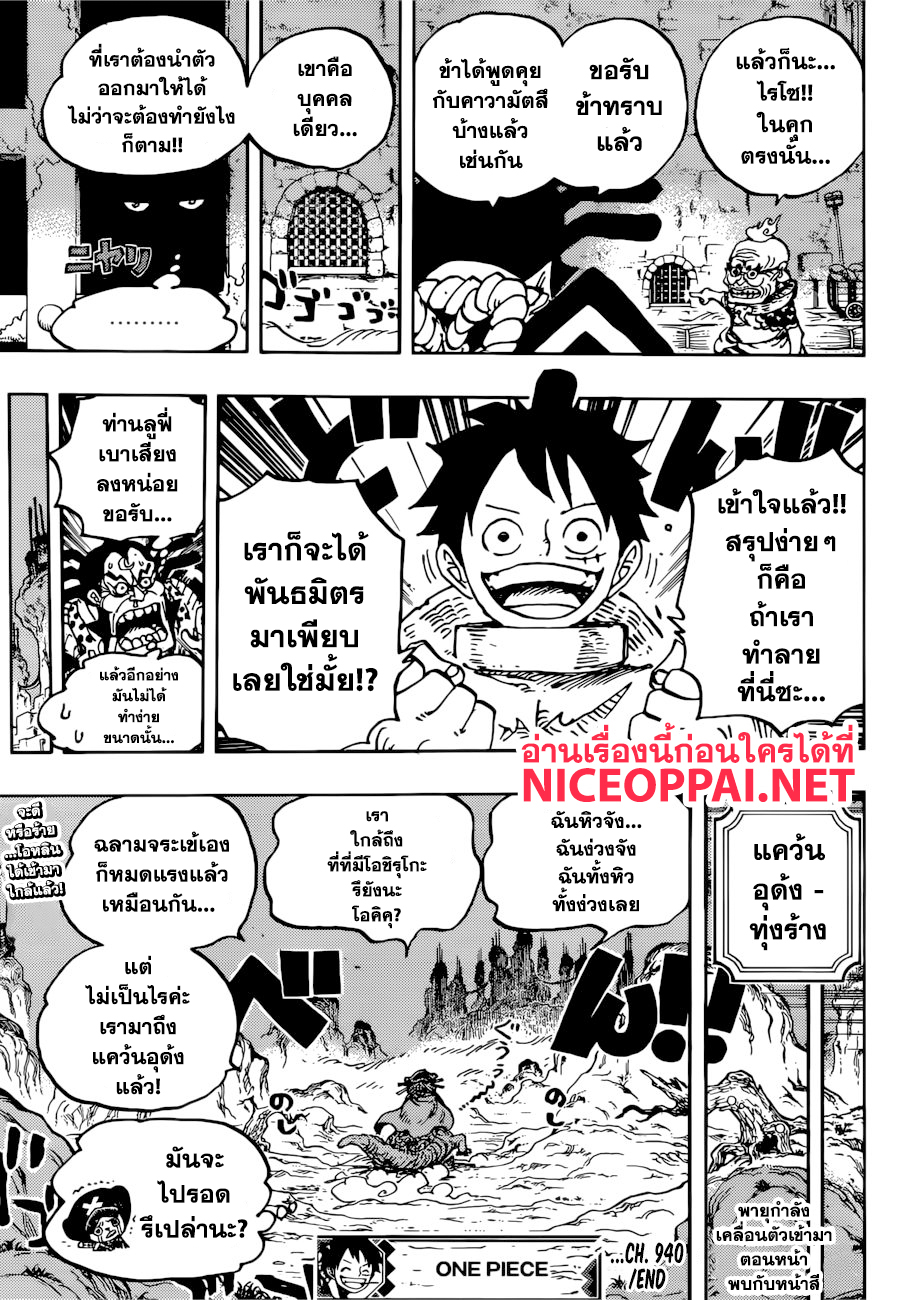 แล้วก็นะ...
ไรโซ!!
ในคุก
ตรงนั้น...
ขอรับ
ข้าทราบ
แล้ว
ข้าได้พูดคุย
กับคาวามัตสึ
บ้างแล้ว
เช่นกัน
เขาคือ
บุคคล
เดียว...
ゴゴゴゴゴ
ที่เราต้องนำตัว
ออกมาให้ได้
ไม่ว่าจะต้องทำยังไง
ก็ตาม!!
ニヤリ
.........
เข้าใจแล้ว!!
สรุปง่ายๆ
ก็คือ
ถ้าเรา
ทำลาย
ที่นี่ซะ...
เราก็จะได้
พันธมิตร
มาเพียบ
เลยใช่มั้ย!?
ท่านลูฟี่
เบาเสียง
ลงหน่อย
ขอรับ...
แล้วอีกอย่าง
มันไม่ได้
ทำง่าย
ขนาดนั้น...
อ่านเรื่องนี้ก่อนใครได้ที่
NICEOPPAI.NET
แคว้น
อุด้ง -
ทุ่งร้าง
ฉันหิวจัง...
ฉันง่วงจัง
ฉันทั้งหิว
ทั้งง่วงเลย
เรา
ใกล้ถึง
ที่ที่มีโอชิรุโกะ
รึยังนะ
โอคิคุ?
ฉลามจระเข้เอง
ก็หมดแรงแล้ว
เหมือนกัน...
จะดี
หรือร้าย
...โอหลิน
ได้เข้ามา
ใกล้แล้ว!
แต่
ไม่เป็นไรค่ะ
เรามาถึง
แคว้นอุด้ง
แล้ว!
べん!!
のそ
のそ
มันจะ
ไปรอด
รึเปล่านะ?
พายุกำลัง
เคลื่อนตัวเข้ามา
ตอนหน้า
พบกับหน้าสี
ONE PIECE
...CH. 940
/END